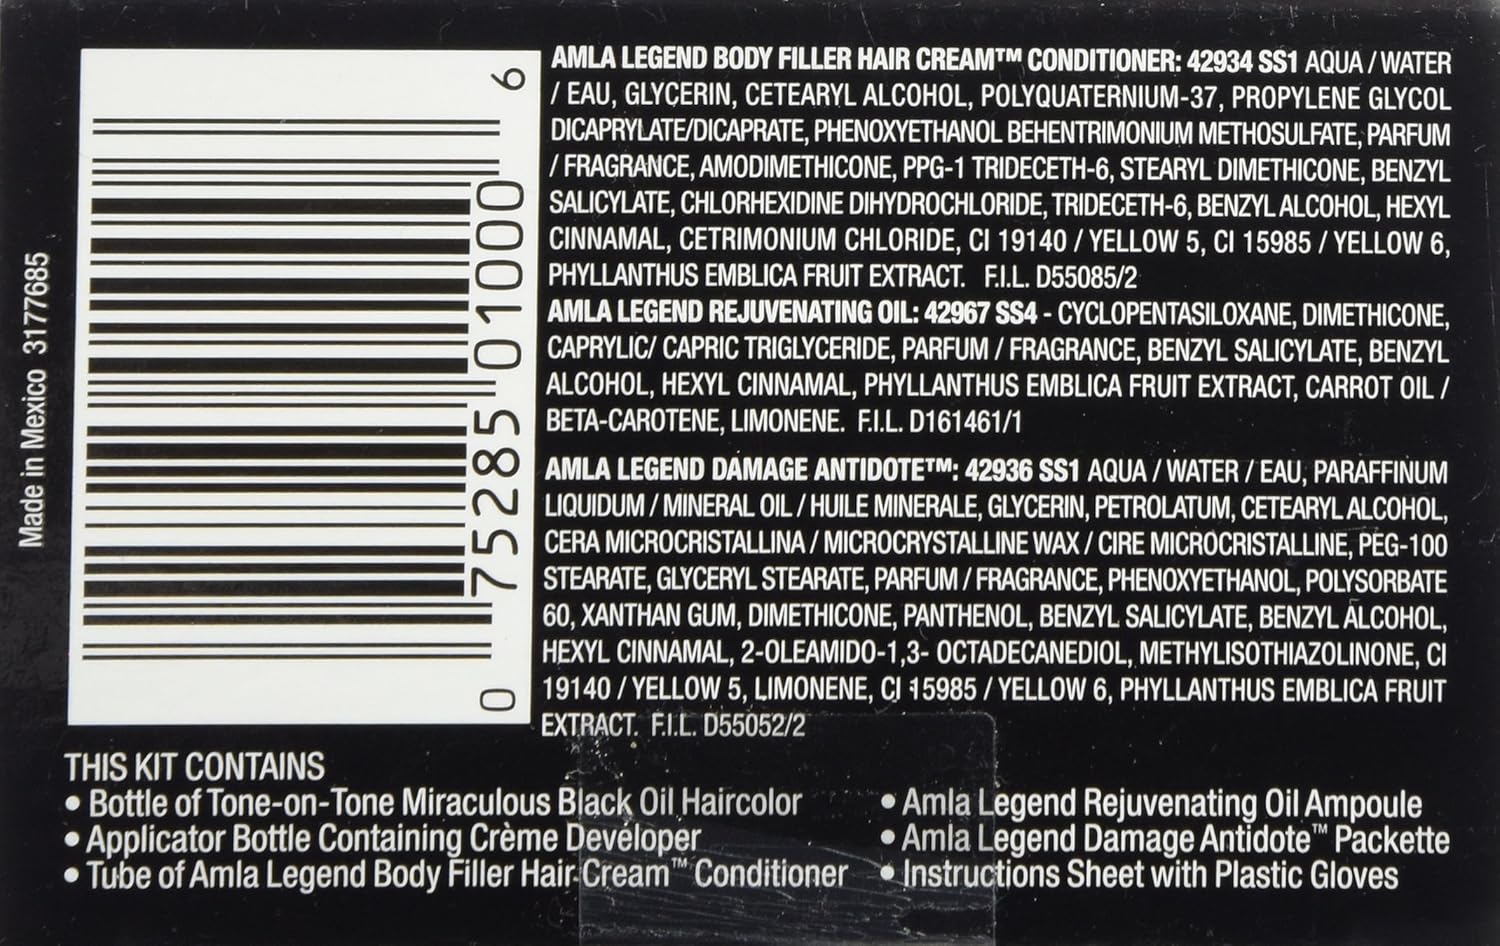 Made in Mexico 3177685
0 75285 01000 6
AMLA LEGEND BODY FILLER HAIR CREAM™ CONDITIONER: 42934 SS1 AQUA / WATER
/ EAU, GLYCERIN, CETEARYL ALCOHOL, POLYQUATERNIUM-37, PROPYLENE GLYCOL
DICAPRYLATE/DICAPRATE, PHENOXYETHANOL BEHENTRIMONIUM METHOSULFATE, PARFUM
/ FRAGRANCE, AMODIMETHICONE, PPG-1 TRIDECETH-6, STEARYL DIMETHICONE, BENZYL
SALICYLATE, CHLORHEXIDINE DIHYDROCHLORIDE, TRIDECETH-6, BENZYL ALCOHOL, HEXYL
CINNAMAL, CETRIMONIUM CHLORIDE, CI 19140 / YELLOW 5, CI 15985 / YELLOW 6,
PHYLLANTHUS EMBLICA FRUIT EXTRACT. F.I.L. D55085/2
AMLA LEGEND REJUVENATING OIL: 42967 SS4 - CYCLOPENTASILOXANE, DIMETHICONE,
CAPRYLIC/ CAPRIC TRIGLYCERIDE, PARFUM / FRAGRANCE, BENZYL SALICYLATE, BENZYL
ALCOHOL, HEXYL CINNAMAL, PHYLLANTHUS EMBLICA FRUIT EXTRACT, CARROT OIL /
BETA-CAROTENE, LIMONENE. F.I.L. D161461/1
AMLA LEGEND DAMAGE ANTIDOTE™: 42936 SS1 AQUA / WATER / EAU, PARAFFINUM
LIQUIDUM / MINERAL OIL / HUILE MINERALE, GLYCERIN, PETROLATUM, CETEARYL ALCOHOL,
CERA MICROCRISTALLINA / MICROCRYSTALLINE WAX / CIRE MICROCRISTALLINE, PEG-100
STEARATE, GLYCERYL STEARATE, PARFUM / FRAGRANCE, PHENOXYETHANOL, POLYSORBATE
60, XANTHAN GUM, DIMETHICONE, PANTHENOL, BENZYL SALICYLATE, BENZYL ALCOHOL,
HEXYL CINNAMAL, 2-OLEAMIDO-1,3- OCTADECANEDIOL, METHYLISOTHIAZOLINONE, CI
19140 / YELLOW 5, LIMONENE, CI 15985 / YELLOW 6, PHYLLANTHUS EMBLICA FRUIT
EXTRACT. F.I.L. D55052/2
THIS KIT CONTAINS
• Bottle of Tone-on-Tone Miraculous Black Oil Haircolor
• Applicator Bottle Containing Crème Developer
• Tube of Amla Legend Body Filler Hair Cream™ Conditioner
• Amla Legend Rejuvenating Oil Ampoule
• Amla Legend Damage Antidote™ Packette
• Instructions Sheet with Plastic Gloves